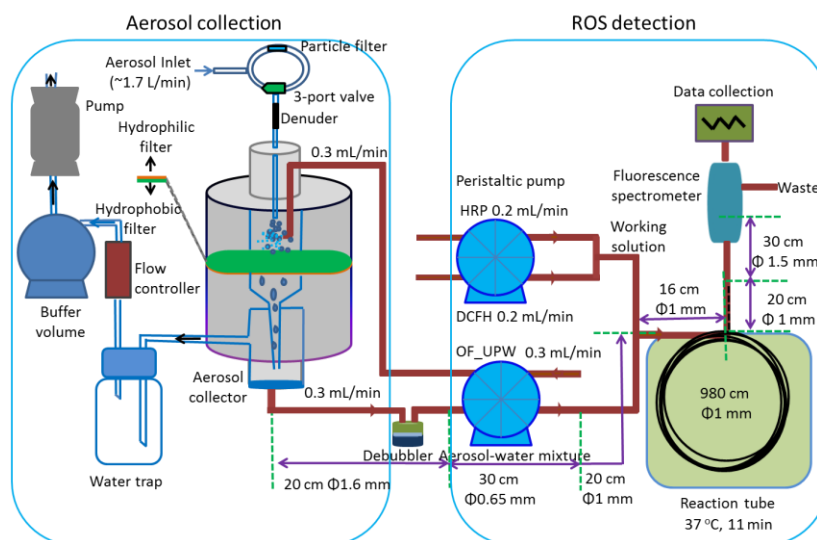 Aerosol collection
ROS detection
Particle filter
Aerosol Inlet
(~1.7 L/min)
3-port valve
Denuder
Pump
Hydrophilic
filter
Hydrophobic
filter
0.3 mL/min
Flow
controller
Buffer
volume
Aerosol
collector
0.3 mL/min
Water trap
Debubbler
Aerosol-water mixture
20 cm Φ1.6 mm
30 cm
Φ0.65 mm
20 cm
Φ1 mm
Peristaltic pump
HRP 0.2 mL/min
Working
solution
DCFH 0.2 mL/min
OF_UPW
0.3 mL/min
Data collection
Fluorescence
spectrometer
Waste
30 cm
Φ 1.5 mm
16 cm
Φ1 mm
20 cm
Φ 1 mm
980 cm
Φ1 mm
Reaction tube
37 °C, 11 min